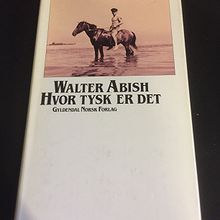 WALTER ABISH
HVOR TYSK ER DET
GYLDENDAL NORSK FORLAG